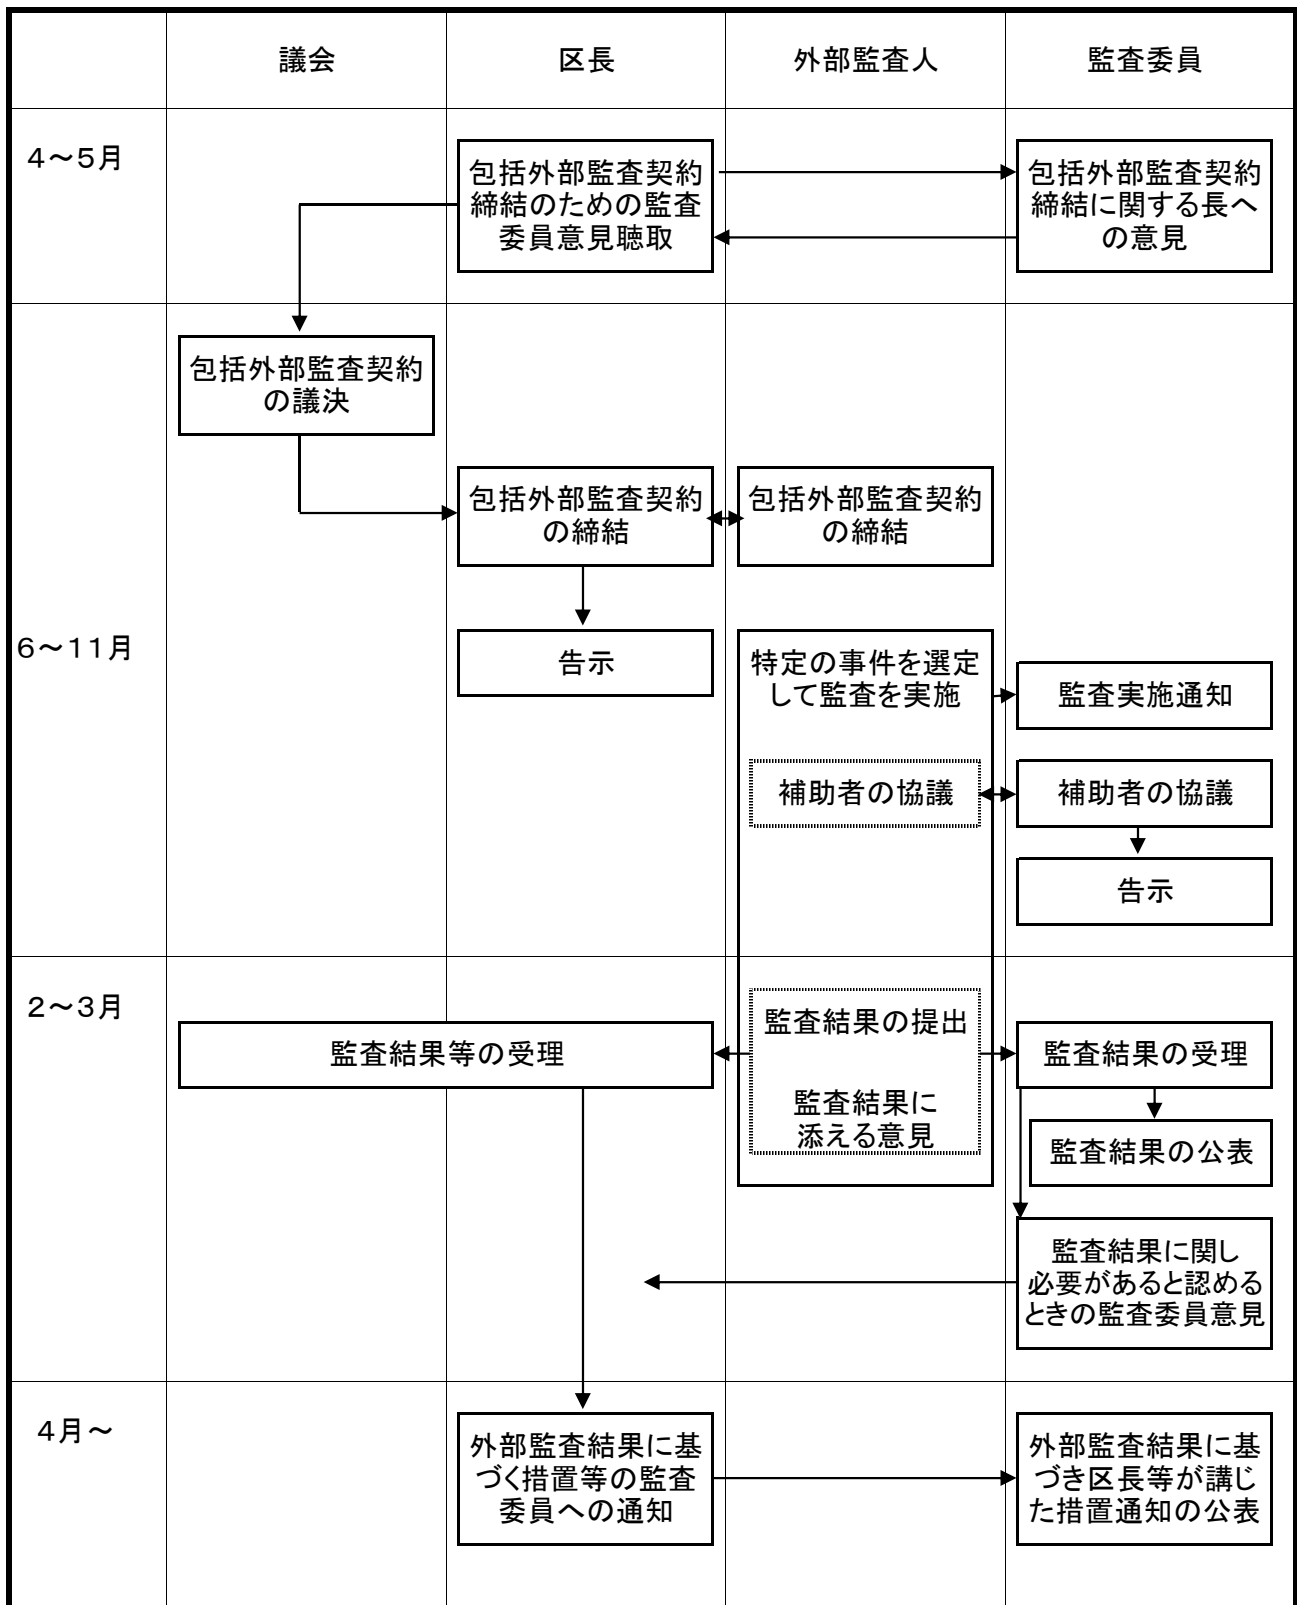 議会
区長
外部監査人
監査委員
4～5月
包括外部監査契約
締結のための監査
委員意見聴取
包括外部監査契約
締結に関する長へ
の意見
6～11月
包括外部監査契約
の議決
包括外部監査契約
の締結
包括外部監査契約
の締結
告示
特定の事件を選定
して監査を実施
監査実施通知
補助者の協議
補助者の協議
告示
2～3月
監査結果等の受理
監査結果の提出
監査結果に
添える意見
監査結果の受理
監査結果の公表
監査結果に関し
必要があると認める
ときの監査委員意見
4月～
外部監査結果に基
づく措置等の監査
委員への通知
外部監査結果に基
づき区長等が講じ
た措置通知の公表